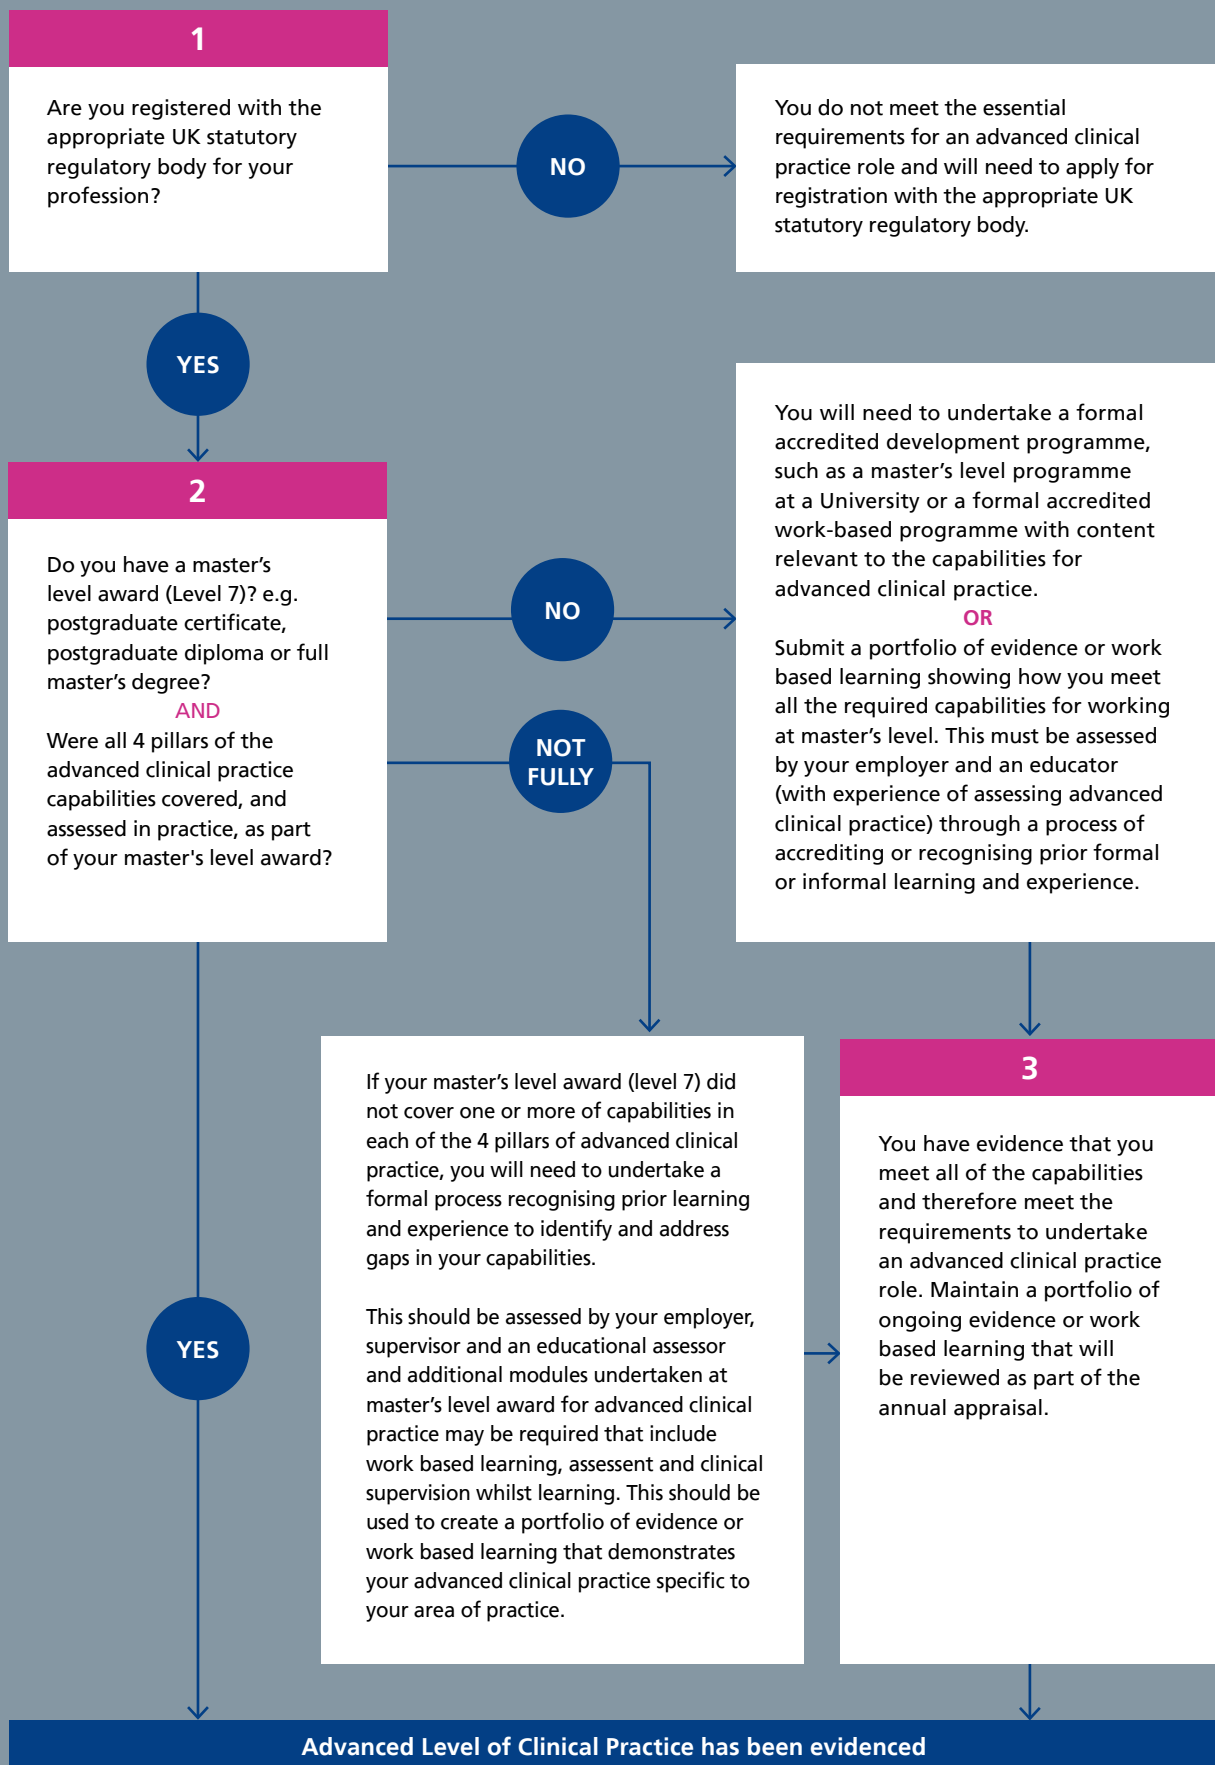 1
Are you registered with the
appropriate UK statutory
regulatory body for your
profession?
NO
You do not meet the essential
requirements for an advanced clinical
practice role and will need to apply for
registration with the appropriate UK
statutory regulatory body.
YES
2
Do you have a master’s
level award (Level 7)? e.g.
postgraduate certificate,
postgraduate diploma or full
master’s degree?
AND
Were all 4 pillars of the
advanced clinical practice
capabilities covered, and
assessed in practice, as part
of your master's level award?
NO
NOT
FULLY
You will need to undertake a formal
accredited development programme,
such as a master’s level programme
at a University or a formal accredited
work-based programme with content
relevant to the capabilities for
advanced clinical practice.
OR
Submit a portfolio of evidence or work
based learning showing how you meet
all the required capabilities for working
at master’s level. This must be assessed
by your employer and an educator
(with experience of assessing advanced
clinical practice) through a process of
accrediting or recognising prior formal
or informal learning and experience.
If your master’s level award (level 7) did
not cover one or more of capabilities in
each of the 4 pillars of advanced clinical
practice, you will need to undertake a
formal process recognising prior learning
and experience to identify and address
gaps in your capabilities.
This should be assessed by your employer,
supervisor and an educational assessor
and additional modules undertaken at
master’s level award for advanced clinical
practice may be required that include
work based learning, assessent and clinical
supervision whilst learning. This should be
used to create a portfolio of evidence or
work based learning that demonstrates
your advanced clinical practice specific to
your area of practice.
3
You have evidence that you
meet all of the capabilities
and therefore meet the
requirements to undertake
an advanced clinical practice
role. Maintain a portfolio of
ongoing evidence or work
based learning that will
be reviewed as part of the
annual appraisal.
YES
Advanced Level of Clinical Practice has been evidenced